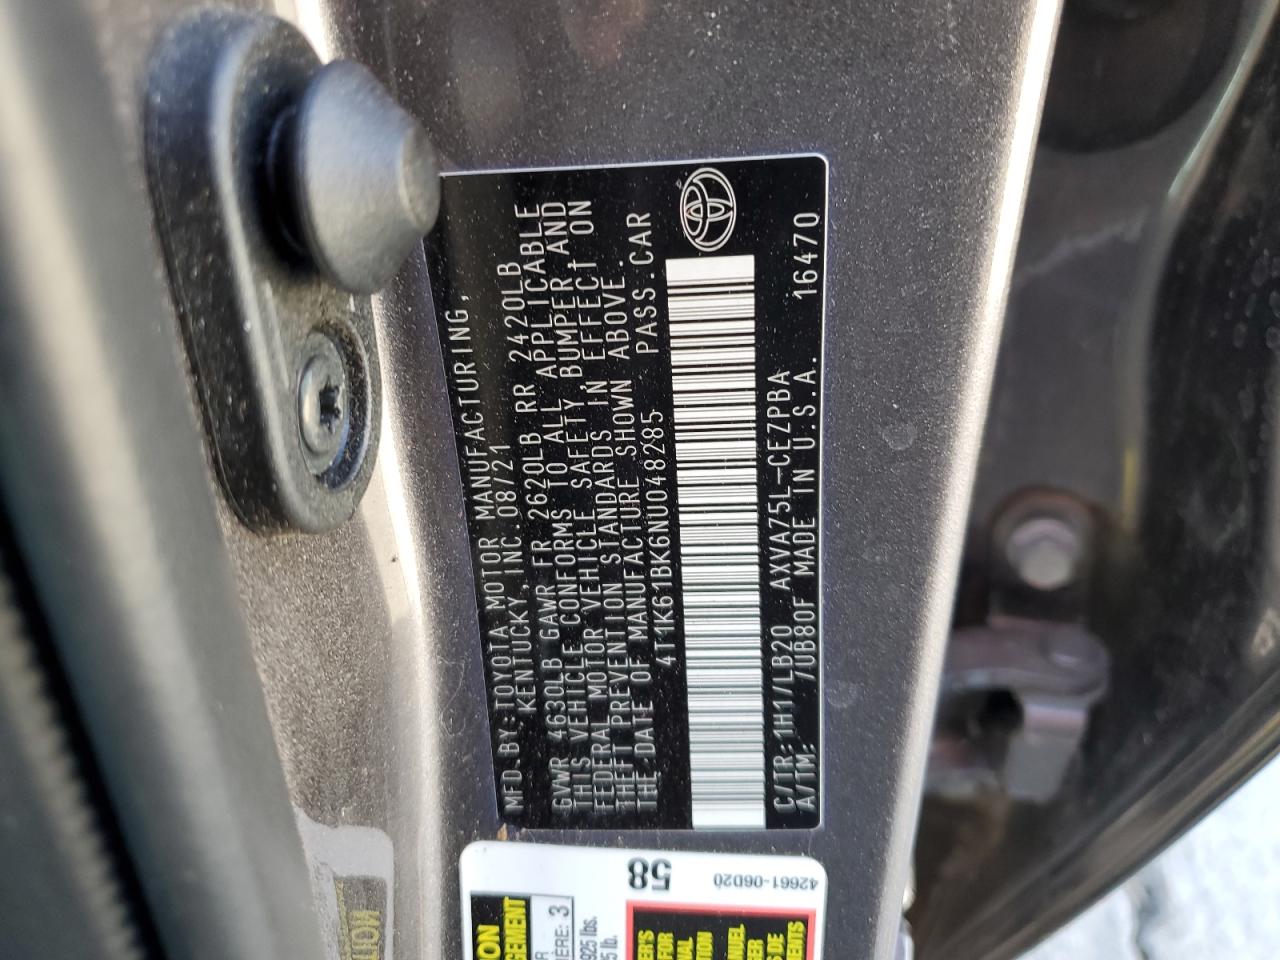 MFD.BY:TOYOTA MOTOR MANUFACTURING,
KENTUCKY, INC. 08/21
GVWR 4630LB GAWR FR 2620LB RR 2420LB
THIS VEHICLE CONFORMS TO ALL APPLICABLE
FEDERAL MOTOR VEHICLE SAFETY,BUMPER AND
THEFT PREVENTION STANDARDS IN EFFECT ON
THE DATE OF MANUFACTURE SHOWN ABOVE.
4T1K61BK6NU048285 PASS.CAR
C/TR:1H1/LB20 AXVA75L-CEZPBA 16470
A/TM: /UB80F MADE IN U.S.A.
58
42661-06D20